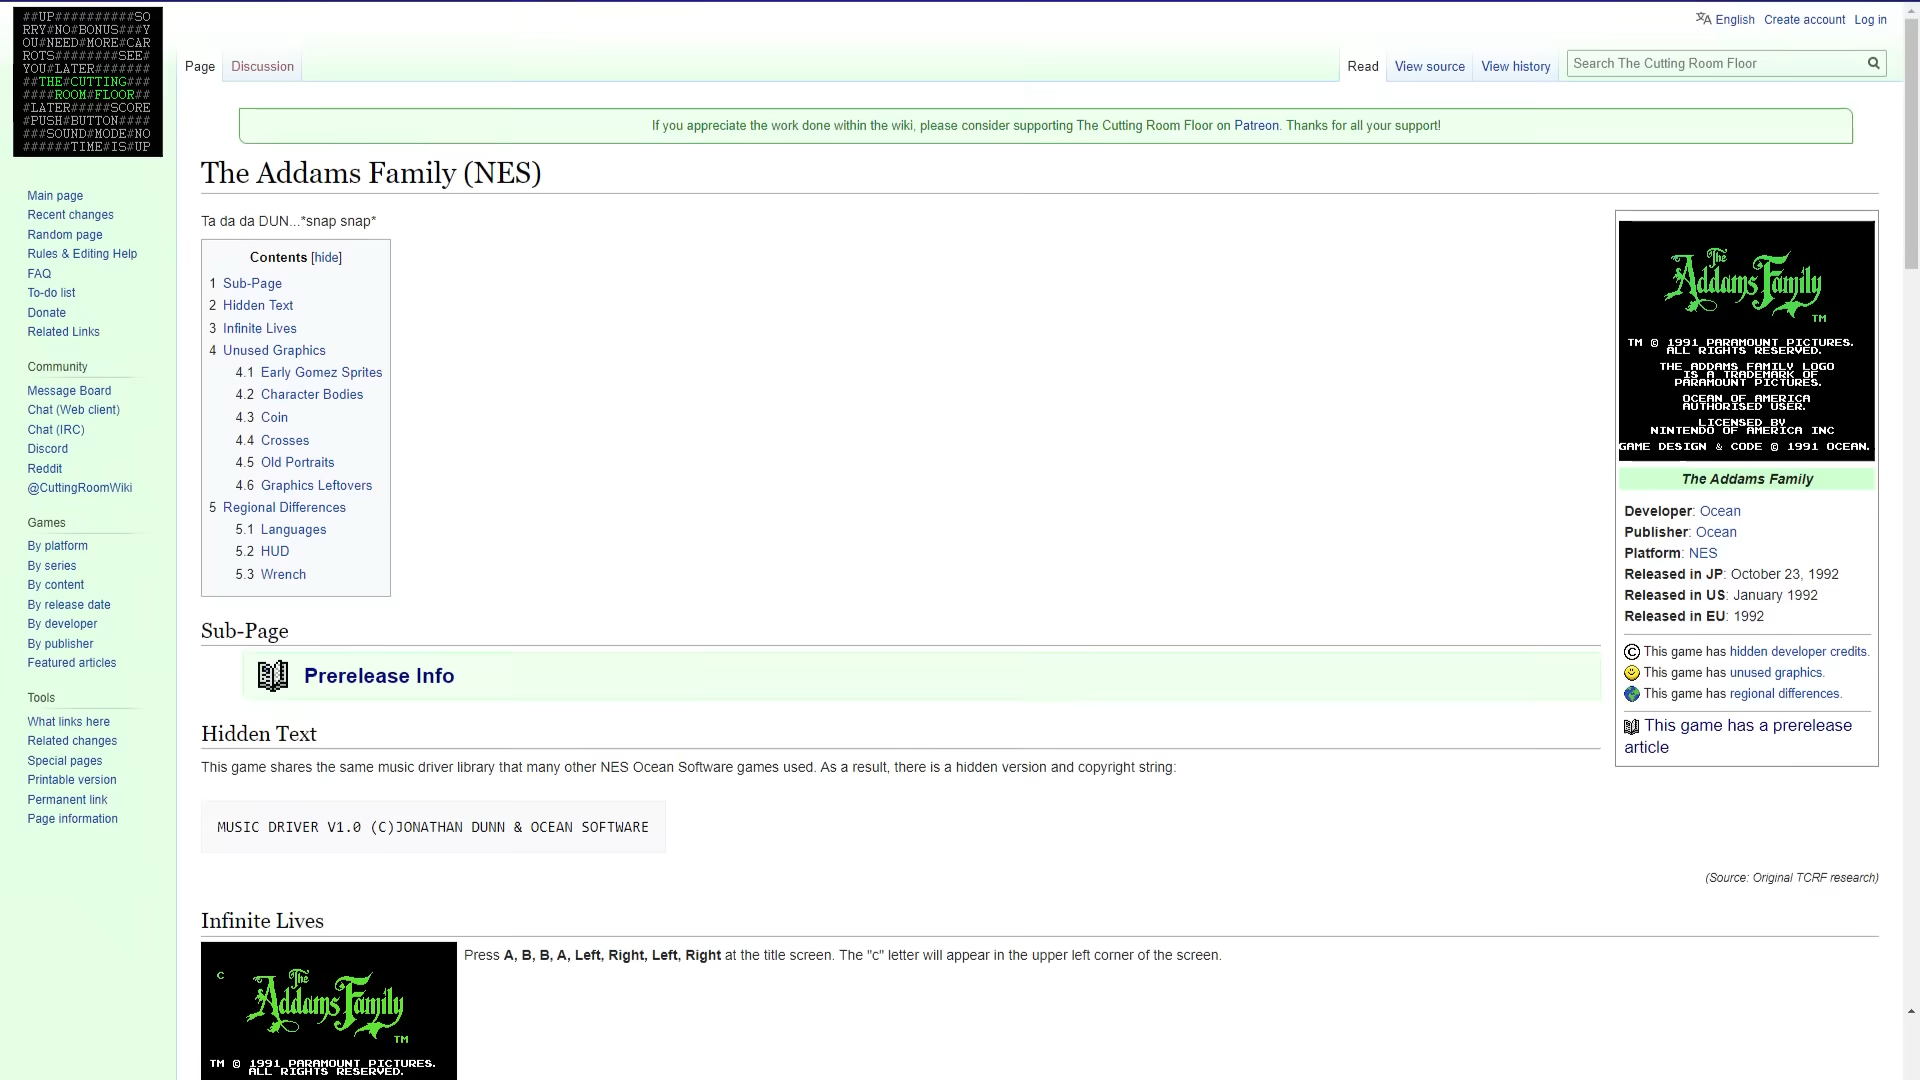 ##UP##########SO
RRY#NO#BONUS###Y
OU#NEED#MORE#CAR
ROTS########SEE#
YOU#LATER#######
##THE#CUTTING###
####ROOM#FLOOR##
#LATER#####SCORE
#PUSH#BUTTON####
###SOUND#MODE#NO
######TIME#IS#UP
English Create account Log in
Page Discussion Read View source View history Search The Cutting Room Floor
If you appreciate the work done within the wiki, please consider supporting The Cutting Room Floor on Patreon. Thanks for all your support!
Main page
Recent changes
Random page
Rules & Editing Help
FAQ
To-do list
Donate
Related Links
Community
Message Board
Chat (Web client)
Chat (IRC)
Discord
Reddit
@CuttingRoomWiki
Games
By platform
By series
By content
By release date
By developer
By publisher
Featured articles
Tools
What links here
Related changes
Special pages
Printable version
Permanent link
Page information
The Addams Family (NES)
Ta da da DUN...*snap snap*
Contents [hide]
1 Sub-Page
2 Hidden Text
3 Infinite Lives
4 Unused Graphics
4.1 Early Gomez Sprites
4.2 Character Bodies
4.3 Coin
4.4 Crosses
4.5 Old Portraits
4.6 Graphics Leftovers
5 Regional Differences
5.1 Languages
5.2 HUD
5.3 Wrench
The
Addams Family
TM
TM © 1991 PARAMOUNT PICTURES.
ALL RIGHTS RESERVED.
THE ADDAMS FAMILY LOGO
IS A TRADEMARK OF
PARAMOUNT PICTURES.
OCEAN OF AMERICA
AUTHORISED USER.
LICENSED BY
NINTENDO OF AMERICA INC
GAME DESIGN & CODE © 1991 OCEAN.
The Addams Family
Developer: Ocean
Publisher: Ocean
Platform: NES
Released in JP: October 23, 1992
Released in US: January 1992
Released in EU: 1992
This game has hidden developer credits.
This game has unused graphics.
This game has regional differences.
This game has a prerelease
article
Sub-Page
Prerelease Info
Hidden Text
This game shares the same music driver library that many other NES Ocean Software games used. As a result, there is a hidden version and copyright string:
MUSIC DRIVER V1.0 (C)JONATHAN DUNN & OCEAN SOFTWARE
(Source: Original TCRF research)
Infinite Lives
Press A, B, B, A, Left, Right, Left, Right at the title screen. The "c" letter will appear in the upper left corner of the screen.
C
The
Addams Family
TM
TM © 1991 PARAMOUNT PICTURES.
ALL RIGHTS RESERVED.